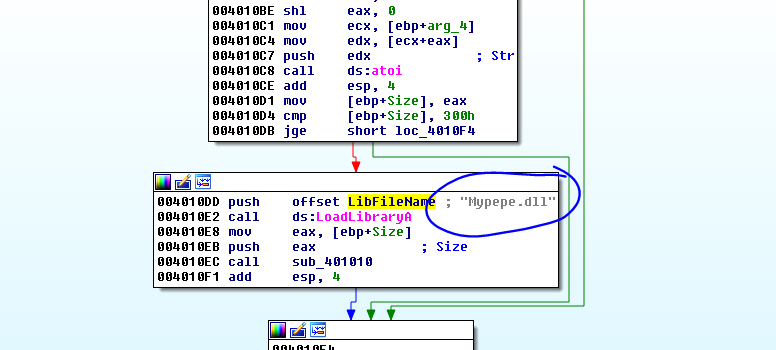 004010BE shl eax, 0
004010C1 mov ecx, [ebp+arg_4]
004010C4 mov edx, [ecx+eax]
004010C7 push edx ; Str
004010C8 call ds:atoi
004010CE add esp, 4
004010D1 mov [ebp+Size], eax
004010D4 cmp [ebp+Size], 300h
004010DB jge short loc_4010F4
004010DD push offset LibFileName ; "Mypepe.dll"
004010E2 call ds:LoadLibraryA
004010E8 mov eax, [ebp+Size]
004010EB push eax ; Size
004010EC call sub_401010
004010F1 add esp, 4
004010F4